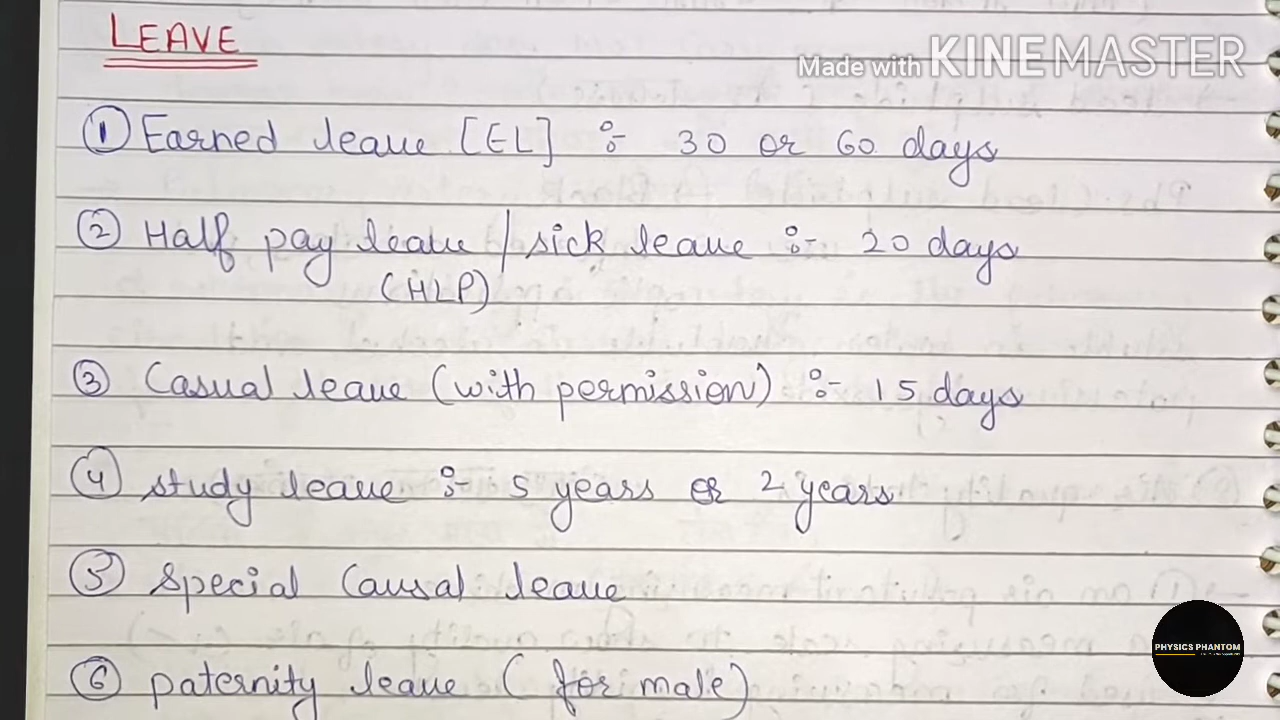 LEAVE
Made with KINEMASTER
① Earned leave [EL] :- 30 or 60 days
② Half pay leave / sick leave :- 20 days
(HLP)
③ Casual leave (with permission) :- 15 days
④ study leave :- 5 years or 2 years
⑤ special Causal leave
PHYSICS PHANTOM
⑥ paternity leave ( for male)